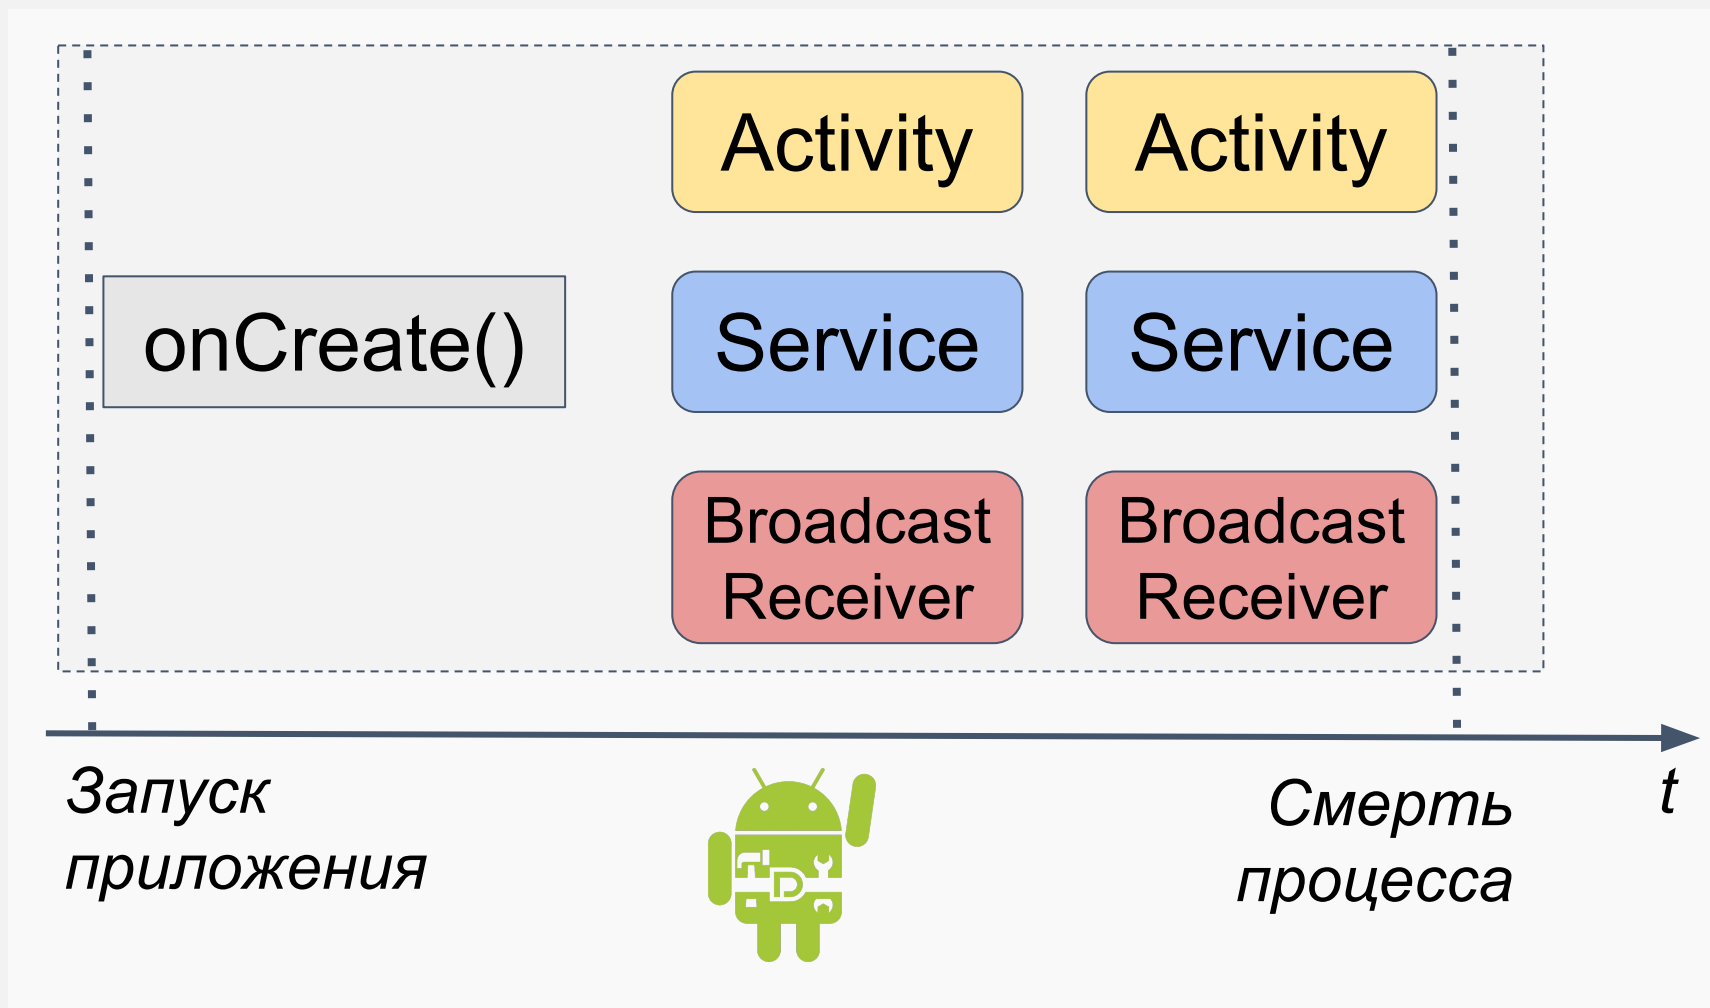 Activity
Activity
onCreate()
Service
Service
Broadcast
Receiver
Broadcast
Receiver
Запуск
приложения
Смерть
процесса
t
D